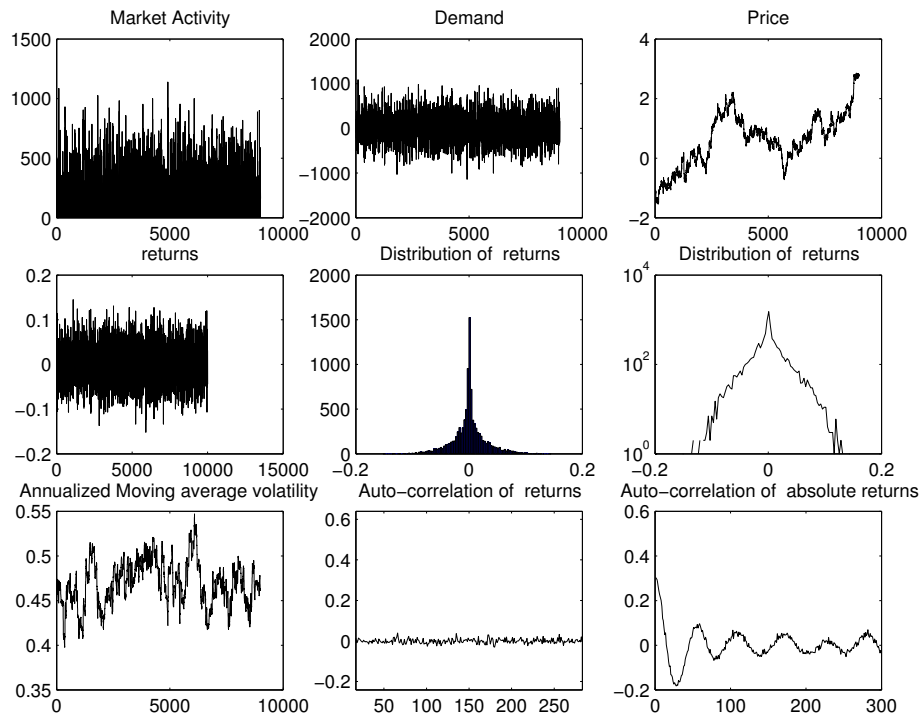 Market Activity
1500
1000
500
0
0 5000 10000
Demand
2000
1000
0
−1000
−2000
0 5000 10000
Price
4
2
0
−2
0 5000 10000
returns
0.2
0.1
0
−0.1
−0.2
0 5000 10000 15000
Distribution of returns
2000
1500
1000
500
0
−0.2 0 0.2
Distribution of returns
10^4
10^2
10^0
−0.2 0 0.2
Annualized Moving average volatility
0.55
0.5
0.45
0.4
0.35
0 5000 10000
Auto−correlation of returns
0.6
0.4
0.2
0
−0.2
50 100 150 200 250
Auto−correlation of absolute returns
0.6
0.4
0.2
0
−0.2
0 100 200 300